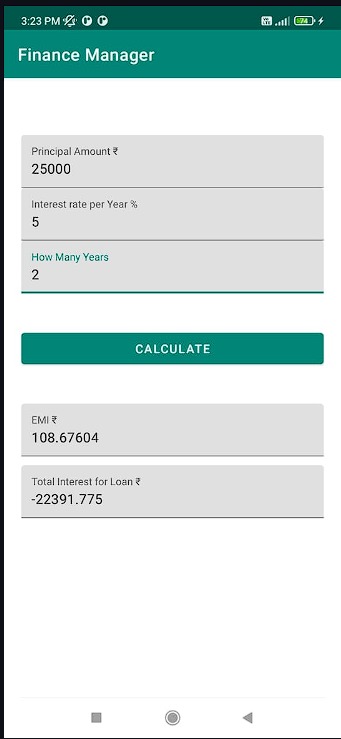 3:23 PM
74
Finance Manager
Principal Amount ₹
25000
Interest rate per Year %
5
How Many Years
2
CALCULATE
EMI ₹
108.67604
Total Interest for Loan ₹
-22391.775